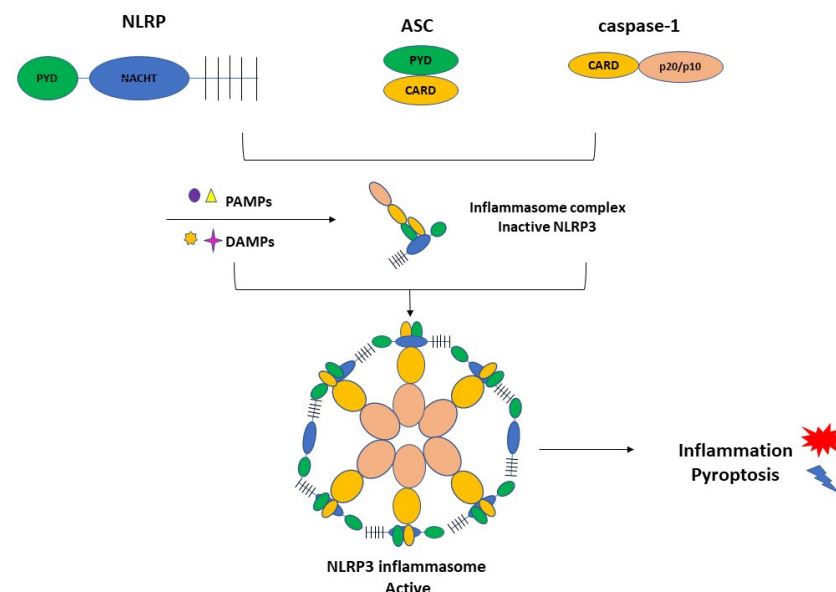 NLRP
ASC
caspase-1
PYD
NACHT
PYD
CARD
CARD
p20/p10
PAMPs
DAMPs
Inflammasome complex
Inactive NLRP3
NLRP3 inflammasome
Active
Inflammation
Pyroptosis